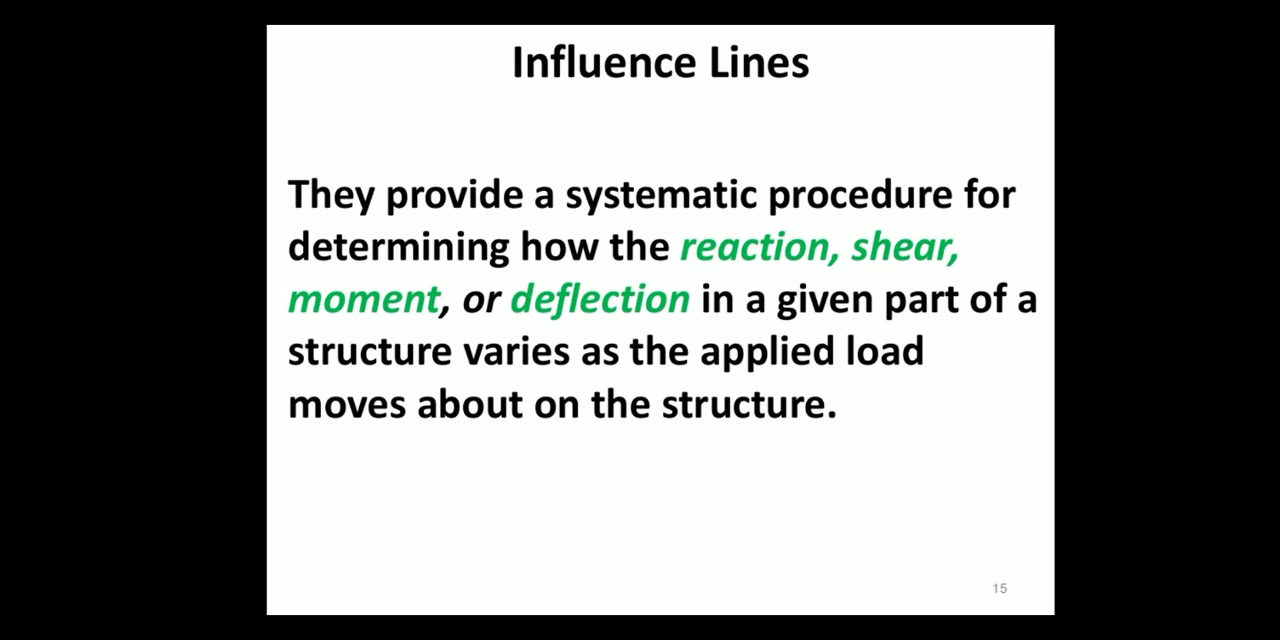 Influence Lines
They provide a systematic procedure for
determining how the reaction, shear,
moment, or deflection in a given part of a
structure varies as the applied load
moves about on the structure.
15